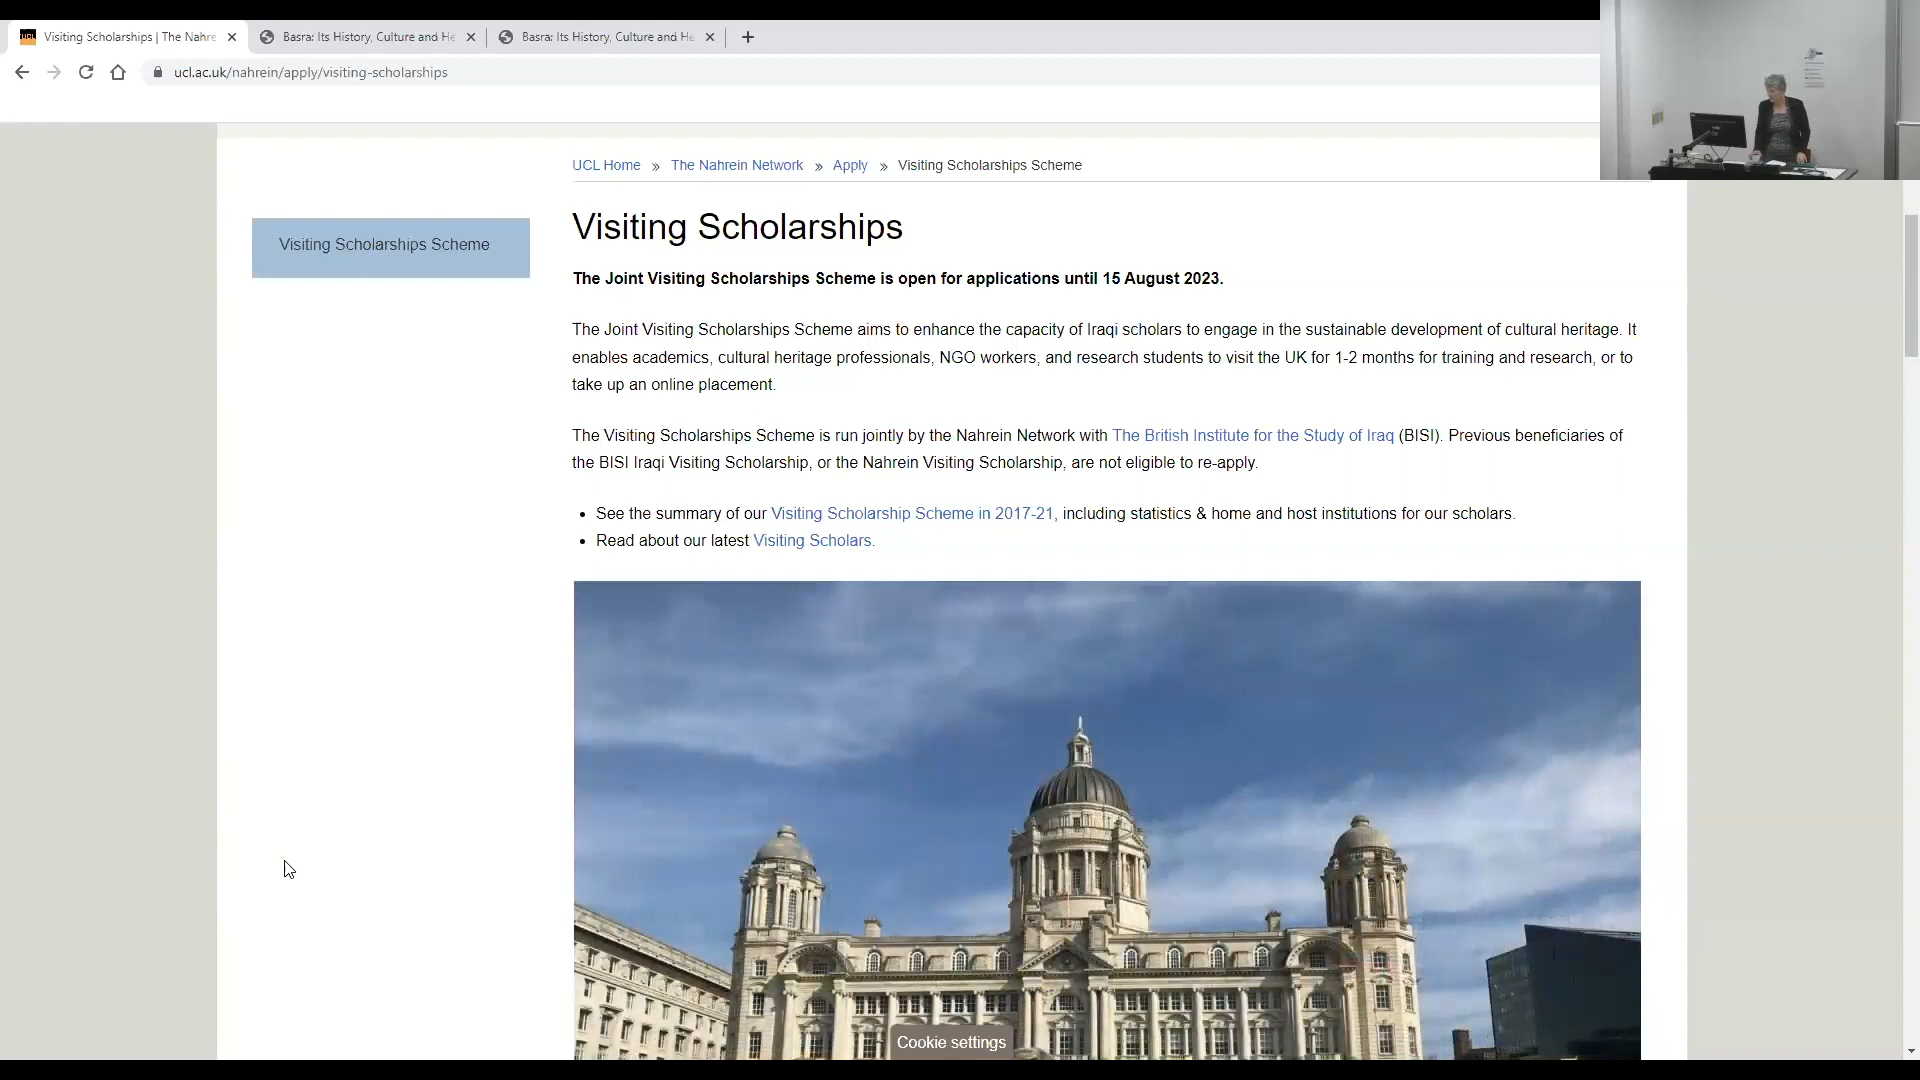 Visiting Scholarships | The Nahre
Basra: Its History, Culture and He
Basra: Its History, Culture and He
ucl.ac.uk/nahrein/apply/visiting-scholarships
UCL Home » The Nahrein Network » Apply » Visiting Scholarships Scheme
Visiting Scholarships Scheme
Visiting Scholarships
The Joint Visiting Scholarships Scheme is open for applications until 15 August 2023.
The Joint Visiting Scholarships Scheme aims to enhance the capacity of Iraqi scholars to engage in the sustainable development of cultural heritage. It
enables academics, cultural heritage professionals, NGO workers, and research students to visit the UK for 1-2 months for training and research, or to
take up an online placement.
The Visiting Scholarships Scheme is run jointly by the Nahrein Network with The British Institute for the Study of Iraq (BISI). Previous beneficiaries of
the BISI Iraqi Visiting Scholarship, or the Nahrein Visiting Scholarship, are not eligible to re-apply.
• See the summary of our Visiting Scholarship Scheme in 2017-21, including statistics & home and host institutions for our scholars.
• Read about our latest Visiting Scholars.
Cookie settings